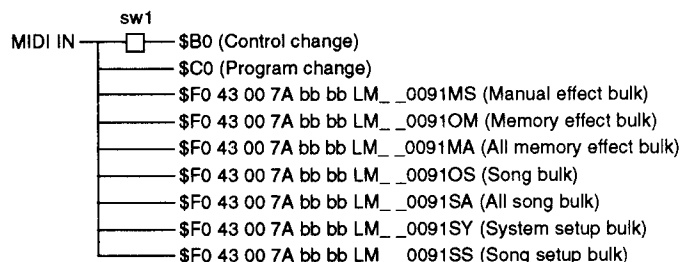 sw1
MIDI IN $B0 (Control change)
$C0 (Program change)
$F0 43 00 7A bb bb LM_ _0091MS (Manual effect bulk)
$F0 43 00 7A bb bb LM_ _0091OM (Memory effect bulk)
$F0 43 00 7A bb bb LM_ _0091MA (All memory effect bulk)
$F0 43 00 7A bb bb LM_ _0091OS (Song bulk)
$F0 43 00 7A bb bb LM_ _0091SA (All song bulk)
$F0 43 00 7A bb bb LM_ _0091SY (System setup bulk)
$F0 43 00 7A bb bb LM 0091SS (Song setup bulk)